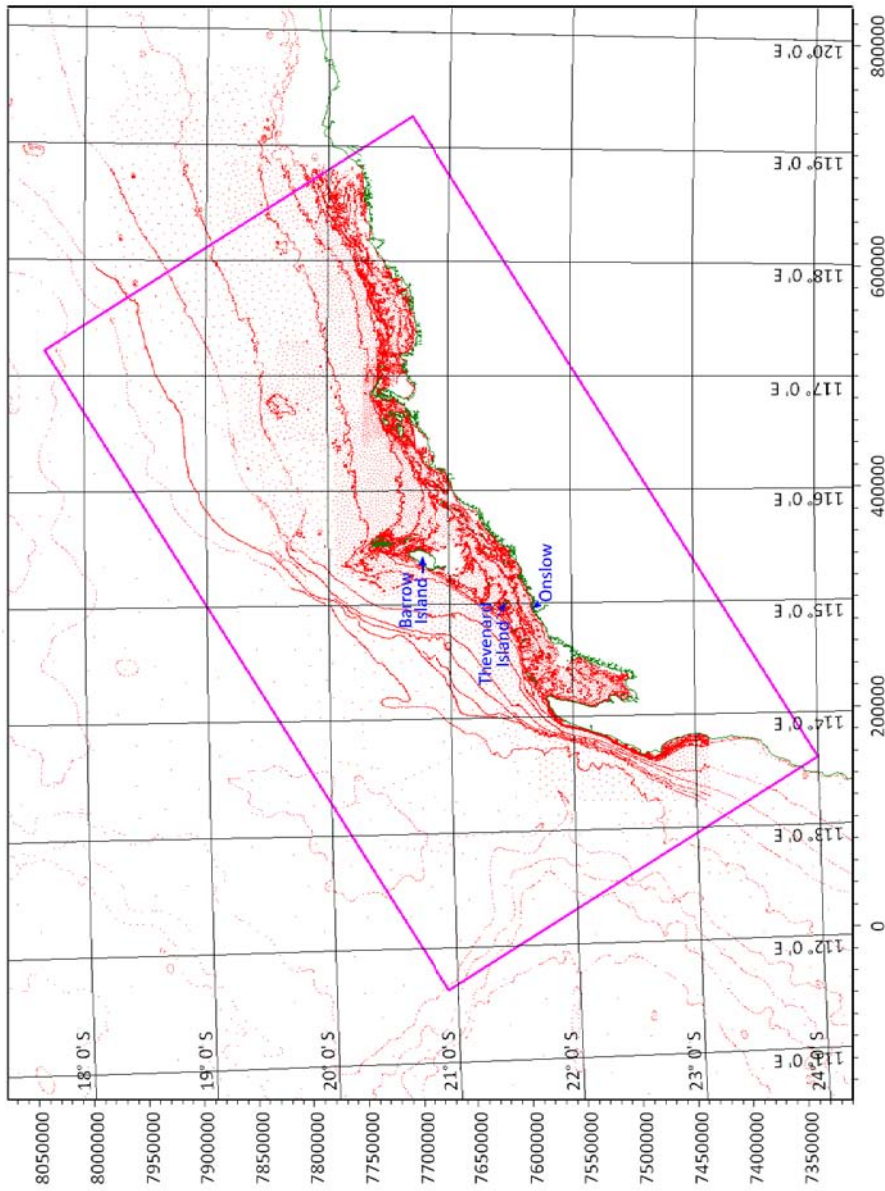 18° 0' S
19° 0' S
20° 0' S
21° 0' S
22° 0' S
23° 0' S
24° 0' S
111° 0' E
112° 0' E
113° 0' E
114° 0' E
115° 0' E
116° 0' E
117° 0' E
118° 0' E
119° 0' E
120° 0' E
Barrow
Island
Thevenard
Island
Onslow
8050000
8000000
7950000
7900000
7850000
7800000
7750000
7700000
7650000
7600000
7550000
7500000
7450000
7400000
7350000
0
200000
400000
600000
800000